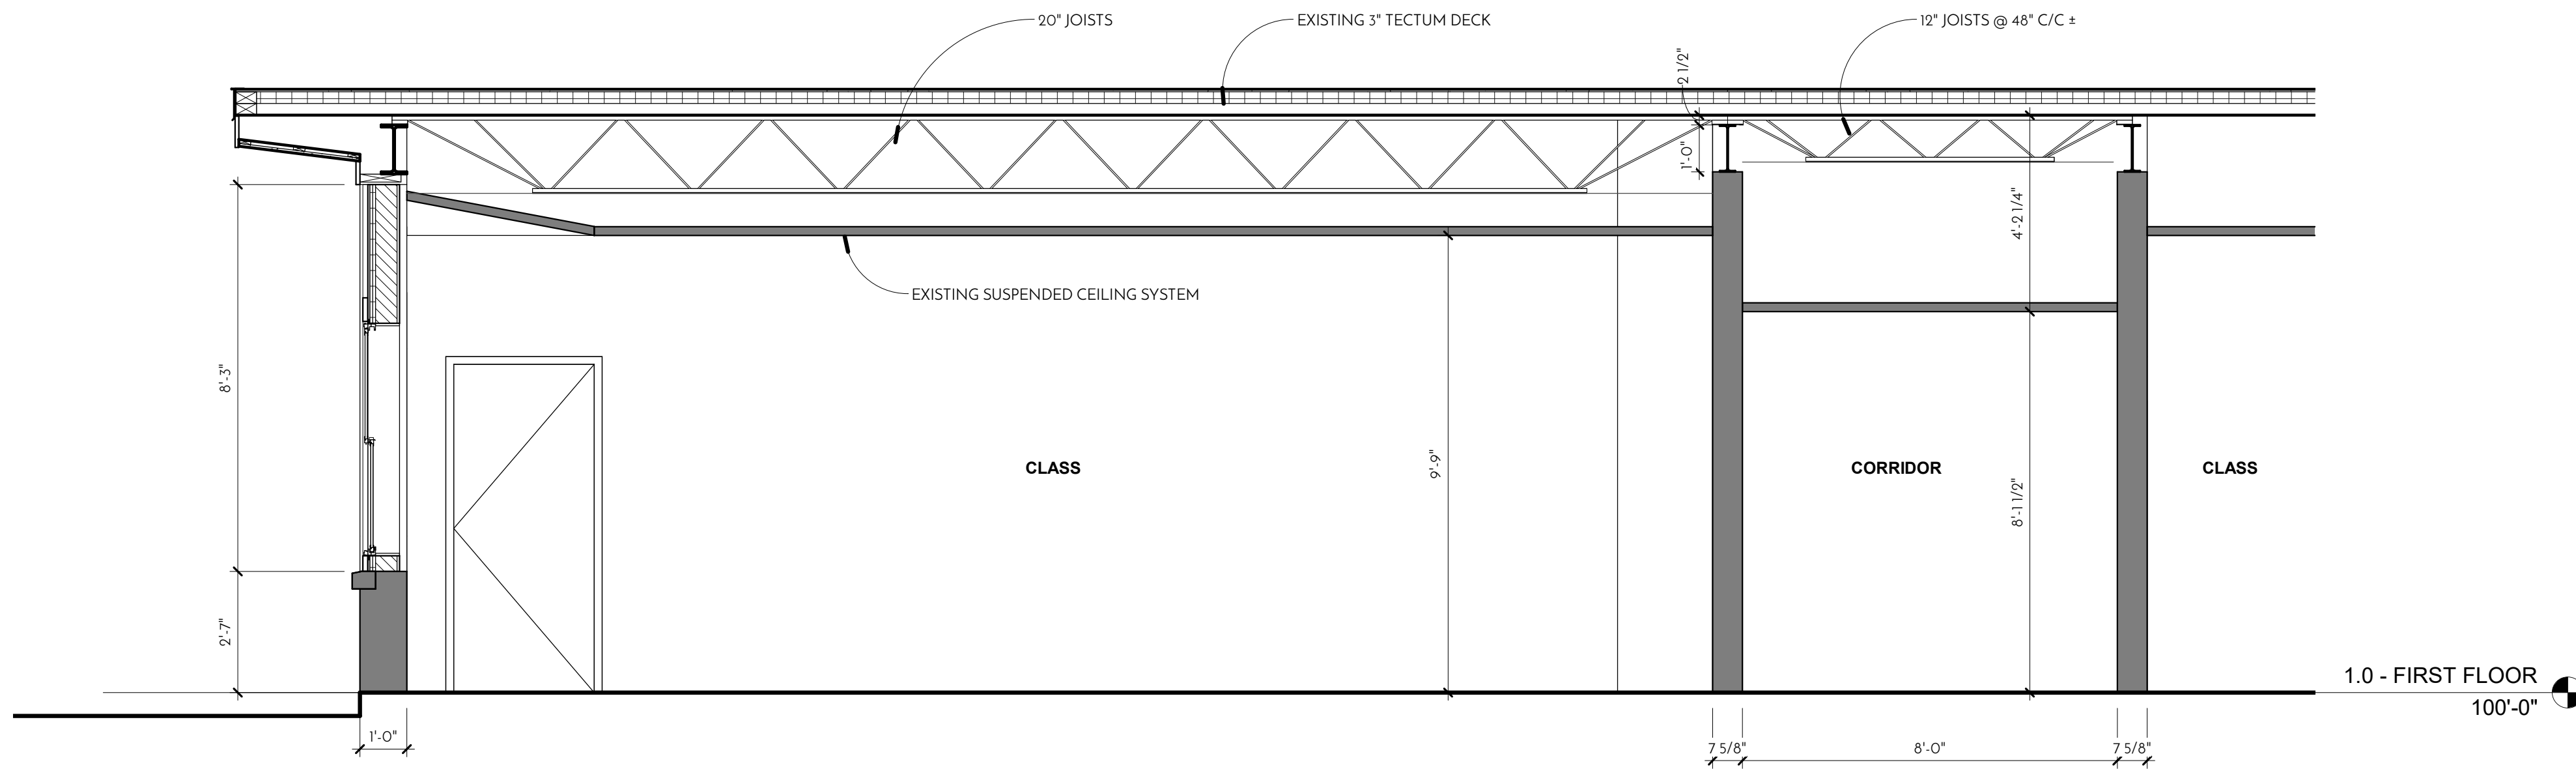 20" JOISTS
EXISTING 3" TECTUM DECK
12" JOISTS @ 48" C/C ±
2 1/2"
1'-0"
4'-2 1/4"
EXISTING SUSPENDED CEILING SYSTEM
8'-3"
9'-9"
CLASS
CORRIDOR
CLASS
8'-1 1/2"
2'-7"
1.0 - FIRST FLOOR
100'-0"
1'-0"
7 5/8"
8'-0"
7 5/8"